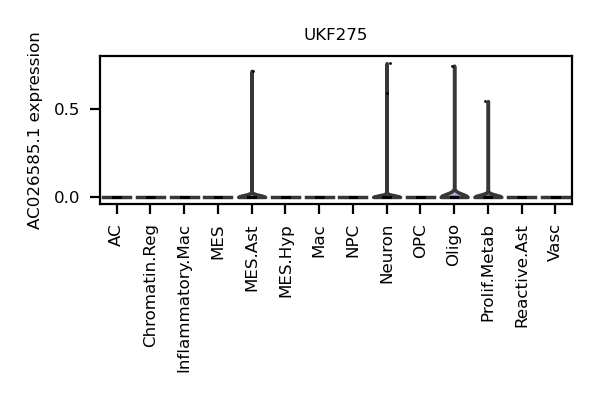 UKF275
AC026585.1 expression
0.5
0.0
AC
Chromatin.Reg
Inflammatory.Mac
MES
MES.Ast
MES.Hyp
Mac
NPC
Neuron
OPC
Oligo
Prolif.Metab
Reactive.Ast
Vasc